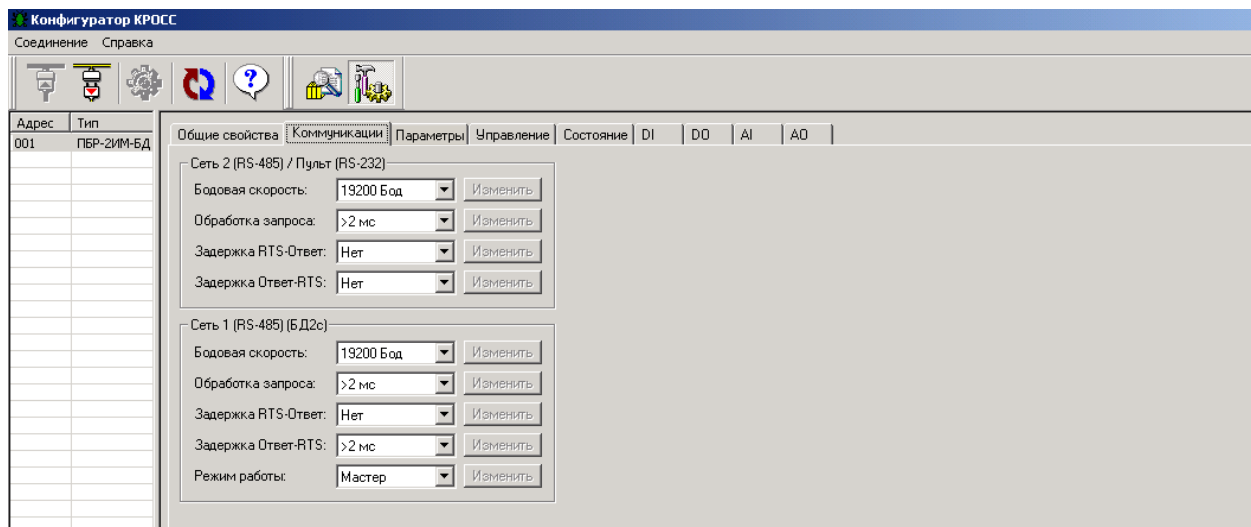 Конфигуратор КРОСС
Соединение Справка
Адрес Тип
001 ПБР-2ИМ-БД
Общие свойства Коммуникации Параметры Управление Состояние DI DO AI AO
Сеть 2 (RS-485) / Пульт (RS-232)
Бодовая скорость: 19200 Бод Изменить
Обработка запроса: >2 мс Изменить
Задержка RTS-Ответ: Нет Изменить
Задержка Ответ-RTS: Нет Изменить
Сеть 1 (RS-485) (БД2с)
Бодовая скорость: 19200 Бод Изменить
Обработка запроса: >2 мс Изменить
Задержка RTS-Ответ: Нет Изменить
Задержка Ответ-RTS: >2 мс Изменить
Режим работы: Мастер Изменить